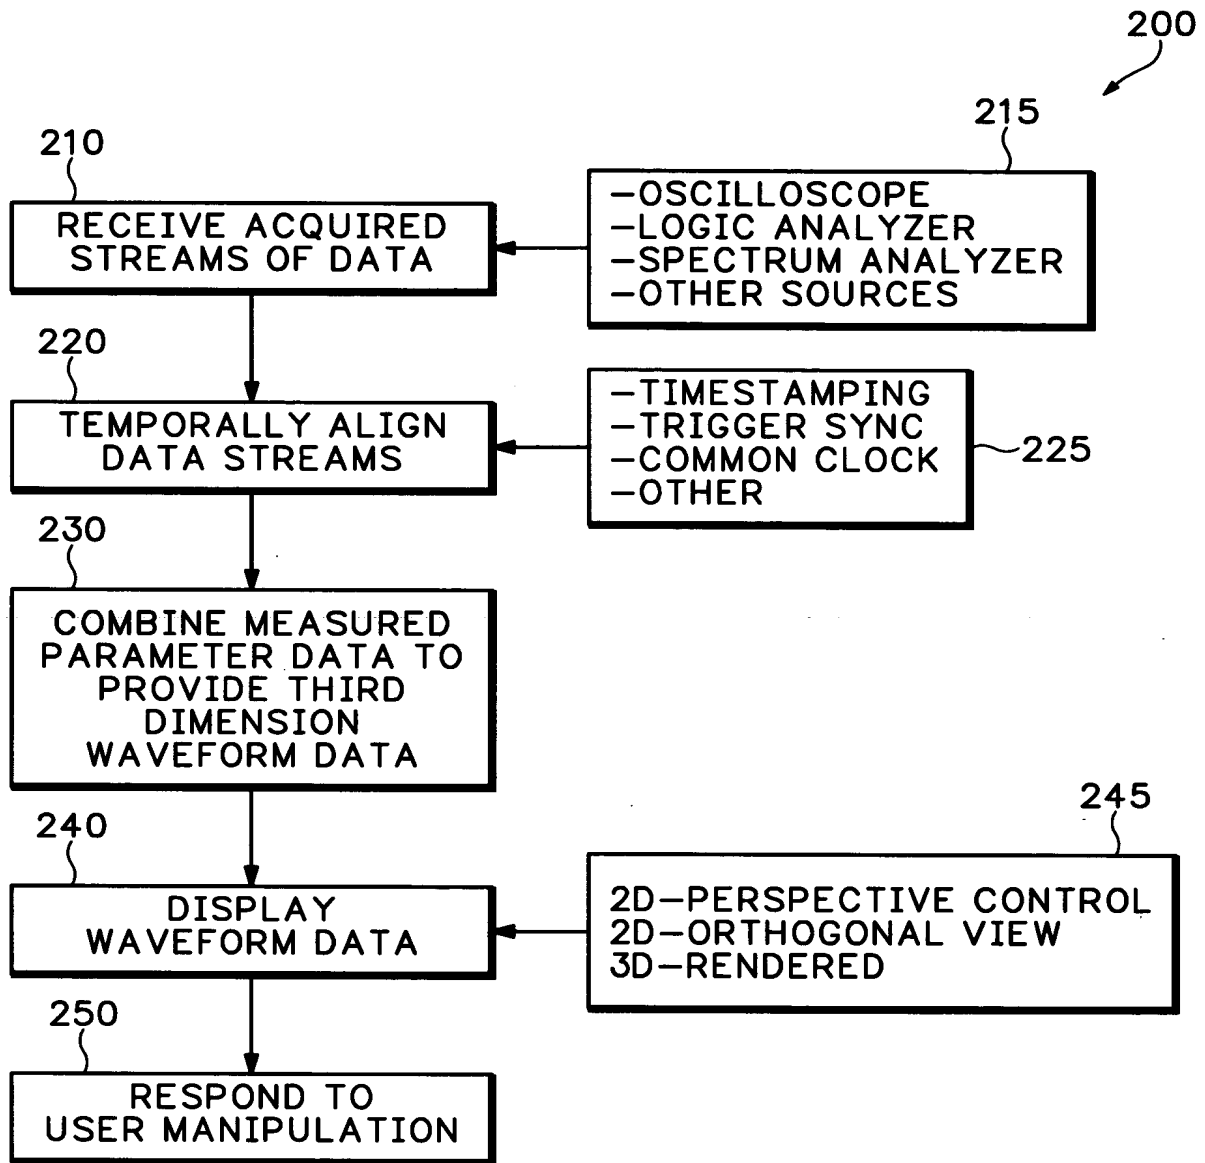 200
210
RECEIVE ACQUIRED
STREAMS OF DATA
215
-OSCILLOSCOPE
-LOGIC ANALYZER
-SPECTRUM ANALYZER
-OTHER SOURCES
220
TEMPORALLY ALIGN
DATA STREAMS
-TIMESTAMPING
-TRIGGER SYNC
-COMMON CLOCK
-OTHER
225
230
COMBINE MEASURED
PARAMETER DATA TO
PROVIDE THIRD
DIMENSION
WAVEFORM DATA
240
DISPLAY
WAVEFORM DATA
245
2D-PERSPECTIVE CONTROL
2D-ORTHOGONAL VIEW
3D-RENDERED
250
RESPOND TO
USER MANIPULATION